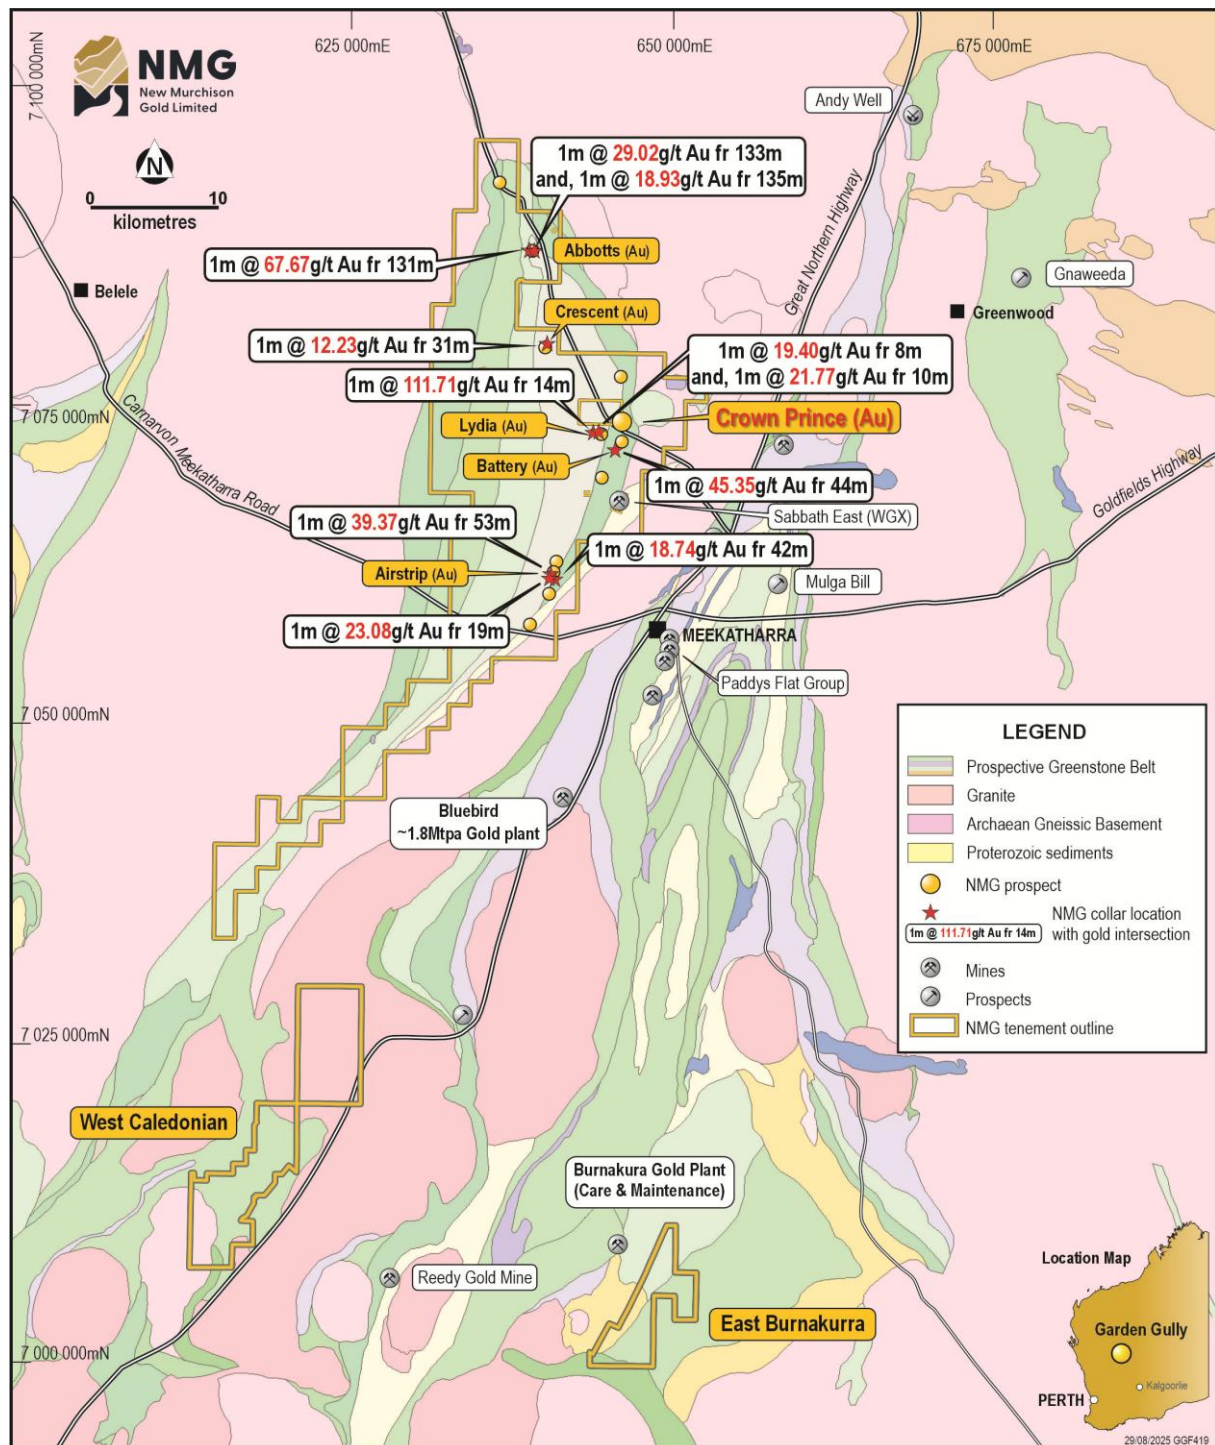 625 000mE
650 000mE
675 000mE
7 100 000mN
NMG
New Murchison
Gold Limited
N
0 10
kilometres
Andy Well
1m @ 29.02g/t Au fr 133m
and, 1m @ 18.93g/t Au fr 135m
Great Northern Highway
Abbotts (Au)
1m @ 67.67g/t Au fr 131m
Gnaweeda
Belele
Crescent (Au)
Greenwood
1m @ 12.23g/t Au fr 31m
1m @ 19.40g/t Au fr 8m
and, 1m @ 21.77g/t Au fr 10m
1m @ 111.71g/t Au fr 14m
7 075 000mN
Carnarvon Meekatharra Road
Lydia (Au)
Crown Prince (Au)
Battery (Au)
Goldfields Highway
1m @ 45.35g/t Au fr 44m
1m @ 39.37g/t Au fr 53m
Sabbath East (WGX)
1m @ 18.74g/t Au fr 42m
Airstrip (Au)
Mulga Bill
1m @ 23.08g/t Au fr 19m
MEEKATHARRA
Paddys Flat Group
7 050 000mN
LEGEND
Prospective Greenstone Belt
Granite
Archaean Gneissic Basement
Proterozoic sediments
NMG prospect
NMG collar location
1m @ 111.71g/t Au fr 14m with gold intersection
Mines
Prospects
NMG tenement outline
Bluebird
~1.8Mtpa Gold plant
7 025 000mN
West Caledonian
Burnakura Gold Plant
(Care & Maintenance)
Reedy Gold Mine
East Burnakurra
7 000 000mN
Location Map
Garden Gully
Kalgoorlie
PERTH
29/08/2025 GGF419